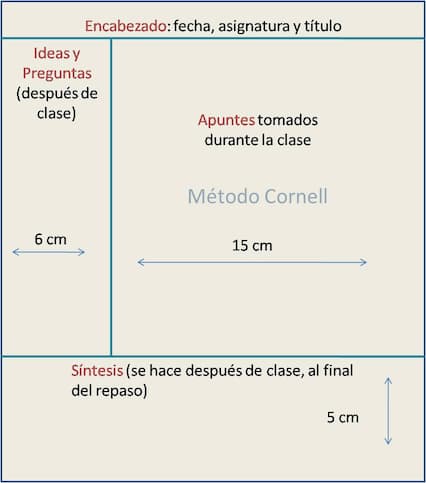 Encabezado: fecha, asignatura y título
Ideas y
Preguntas
(después de
clase)
Apuntes tomados
durante la clase
Método Cornell
6 cm
15 cm
Síntesis (se hace después de clase, al final
del repaso)
5 cm